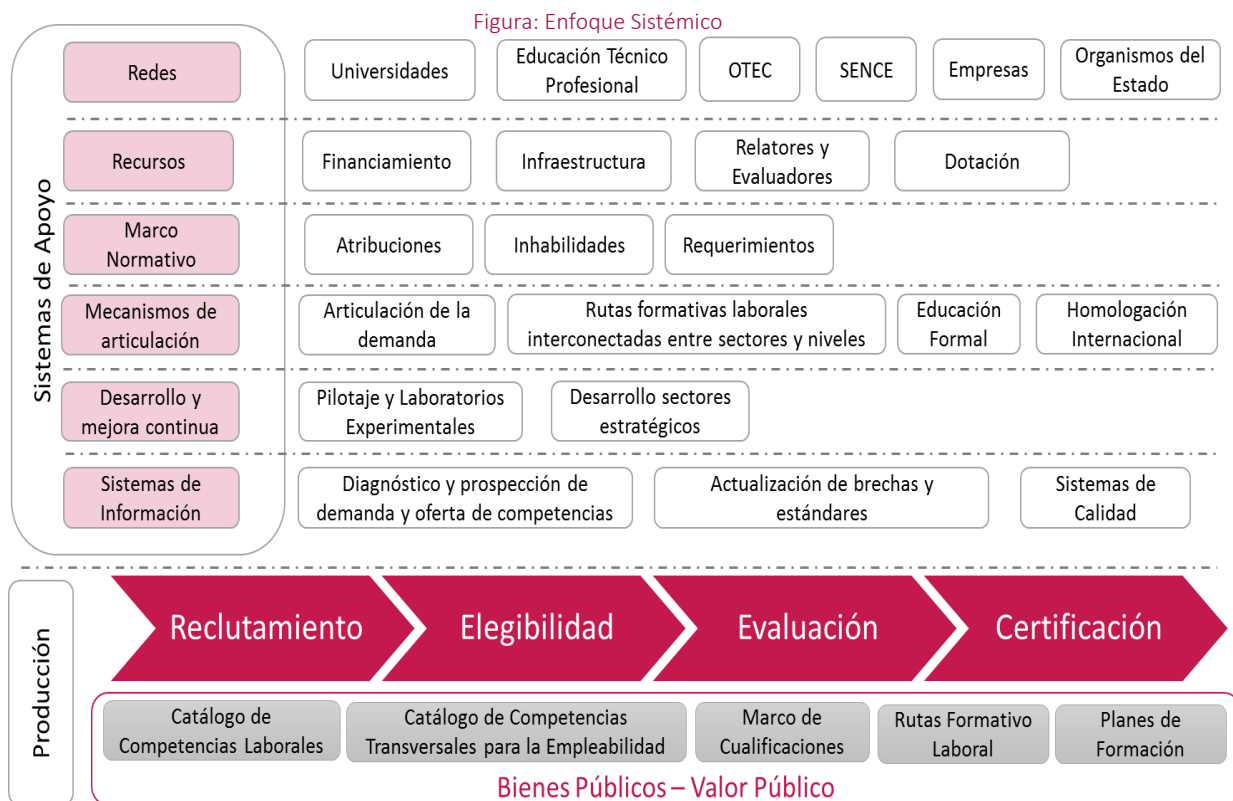 Figura: Enfoque Sistémico
Sistemas de Apoyo
Redes
Universidades
Educación Técnico
Profesional
OTEC
SENCE
Empresas
Organismos del
Estado
Recursos
Financiamiento
Infraestructura
Relatores y
Evaluadores
Dotación
Marco
Normativo
Atribuciones
Inhabilidades
Requerimientos
Mecanismos de
articulación
Articulación de la
demanda
Rutas formativas laborales
interconectadas entre sectores y niveles
Educación
Formal
Homologación
Internacional
Desarrollo y
mejora continua
Pilotaje y Laboratorios
Experimentales
Desarrollo sectores
estratégicos
Sistemas de
Información
Diagnóstico y prospección de
demanda y oferta de competencias
Actualización de brechas y
estándares
Sistemas de
Calidad
Producción
Reclutamiento
Elegibilidad
Evaluación
Certificación
Catálogo de
Competencias Laborales
Catálogo de Competencias
Transversales para la Empleabilidad
Marco de
Cualificaciones
Rutas Formativo
Laboral
Planes de
Formación
Bienes Públicos – Valor Público